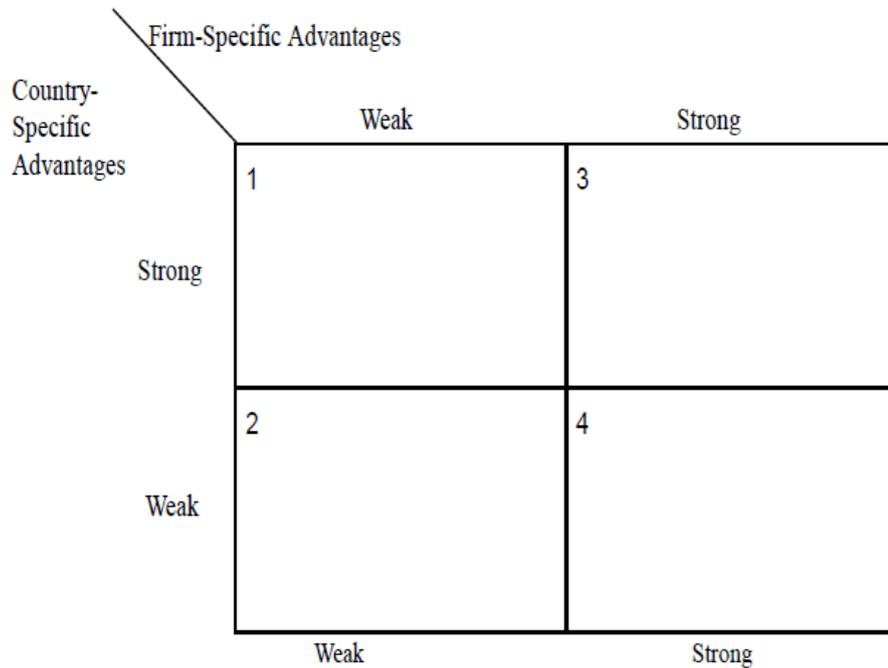 Firm-Specific Advantages
Country-
Specific
Advantages
Weak Strong
1 3
Strong
2 4
Weak
Weak Strong